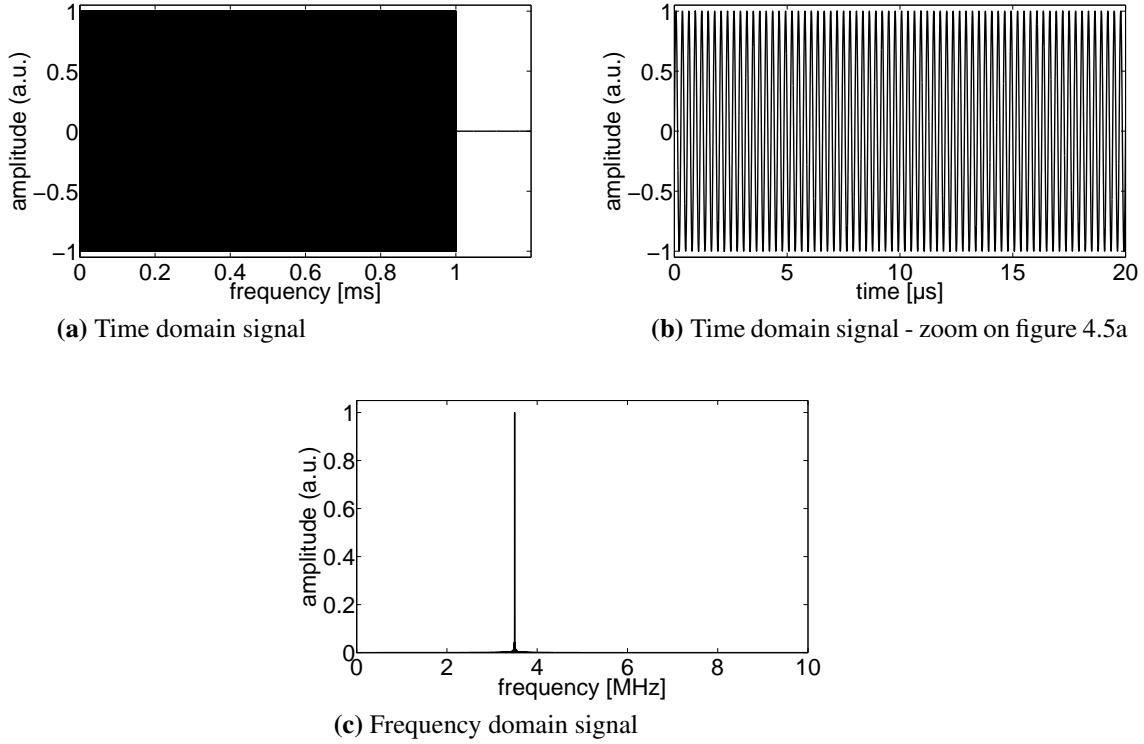 1
0.5
0
−0.5
−1
amplitude (a.u.)
0 0.2 0.4 0.6 0.8 1
frequency [ms]
(a) Time domain signal
1
0.5
0
−0.5
−1
amplitude (a.u.)
0 5 10 15 20
time [µs]
(b) Time domain signal - zoom on figure 4.5a
1
0.8
0.6
0.4
0.2
0
amplitude (a.u.)
0 2 4 6 8 10
frequency [MHz]
(c) Frequency domain signal